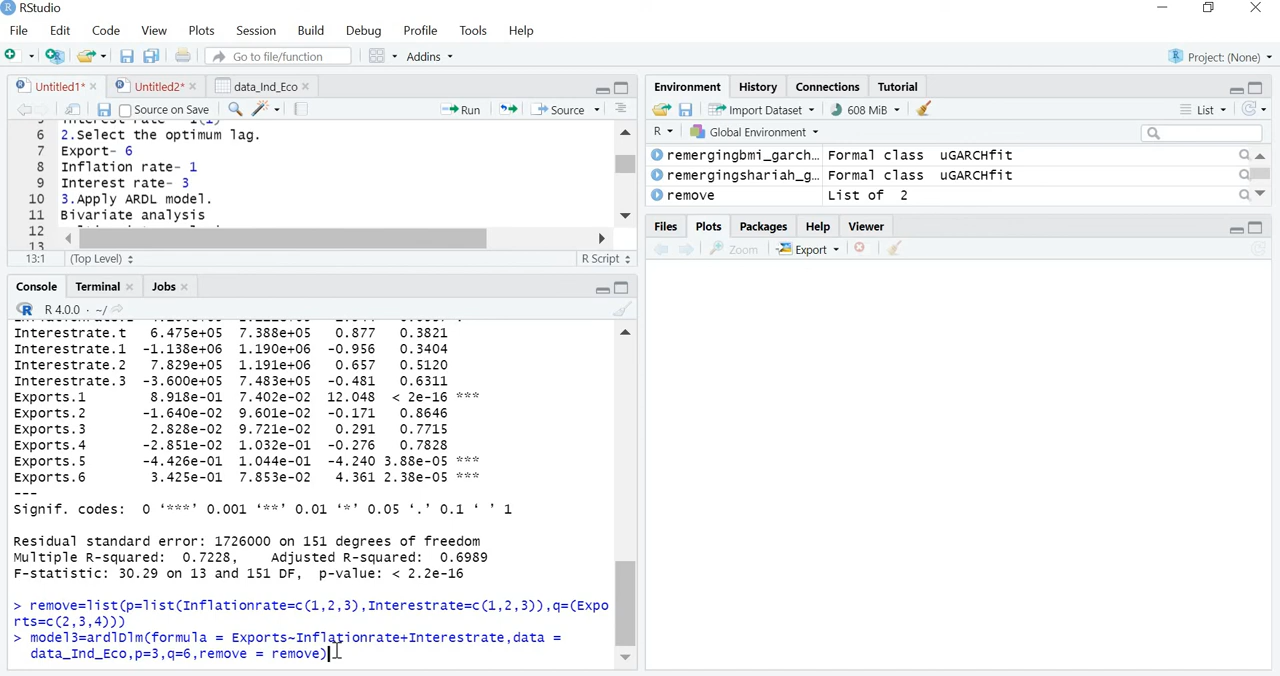 RStudio
File Edit Code View Plots Session Build Debug Profile Tools Help
Go to file/function Addins Project: (None)
Untitled1* Untitled2* data_Ind_Eco
Source on Save Run Source
6 2.Select the optimum lag.
7 Export- 6
8 Inflation rate- 1
9 Interest rate- 3
10 3.Apply ARDL model.
11 Bivariate analysis
12
13
13:1 (Top Level) R Script
Console Terminal Jobs
R 4.0.0 · ~/
Interestrate.t 6.475e+05 7.388e+05 0.877 0.3821
Interestrate.1 -1.138e+06 1.190e+06 -0.956 0.3404
Interestrate.2 7.829e+05 1.191e+06 0.657 0.5120
Interestrate.3 -3.600e+05 7.483e+05 -0.481 0.6311
Exports.1 8.918e-01 7.402e-02 12.048 < 2e-16 ***
Exports.2 -1.640e-02 9.601e-02 -0.171 0.8646
Exports.3 2.828e-02 9.721e-02 0.291 0.7715
Exports.4 -2.851e-02 1.032e-01 -0.276 0.7828
Exports.5 -4.426e-01 1.044e-01 -4.240 3.88e-05 ***
Exports.6 3.425e-01 7.853e-02 4.361 2.38e-05 ***
---
Signif. codes: 0 ‘***’ 0.001 ‘**’ 0.01 ‘*’ 0.05 ‘.’ 0.1 ‘ ’ 1
Residual standard error: 1726000 on 151 degrees of freedom
Multiple R-squared: 0.7228, Adjusted R-squared: 0.6989
F-statistic: 30.29 on 13 and 151 DF, p-value: < 2.2e-16
> remove=list(p=list(Inflationrate=c(1,2,3),Interestrate=c(1,2,3)),q=(Expo
rts=c(2,3,4)))
> model3=ardlDlm(formula = Exports~Inflationrate+Interestrate,data =
data_Ind_Eco,p=3,q=6,remove = remove)
Environment History Connections Tutorial
Import Dataset 608 MiB List
R Global Environment
remergingbmi_garch... Formal class uGARCHfit
remergingshariah_g... Formal class uGARCHfit
remove List of 2
Files Plots Packages Help Viewer
Zoom Export